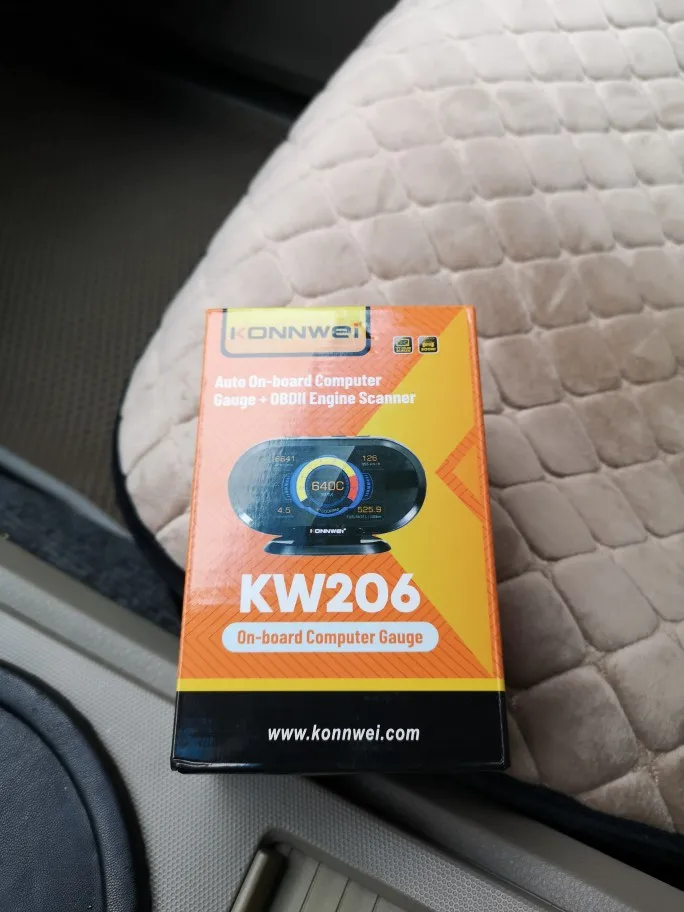 KONNWEI
Auto On-board Computer
Gauge + OBDII Engine Scanner
6641
126
640C
4.5
525.9
KONNWEI
KW206
On-board Computer Gauge
www.konnwei.com